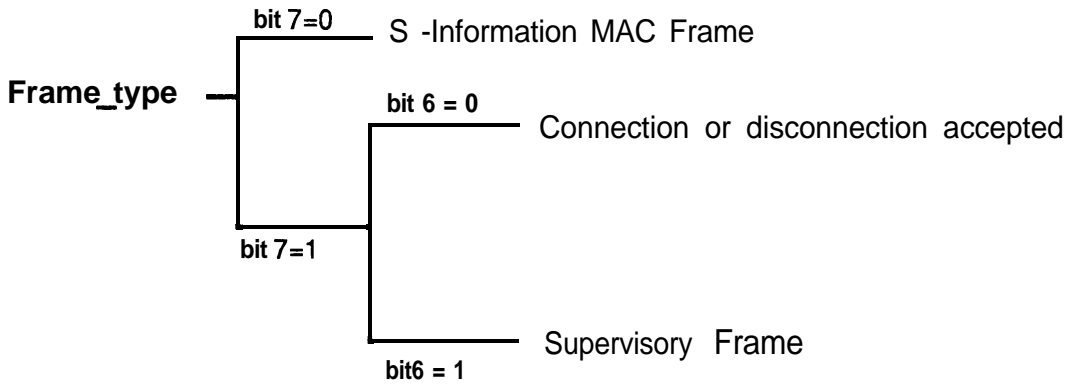 bit 7=0
S -Information MAC Frame
Frame_type
bit 6 = 0
Connection or disconnection accepted
bit 7=1
Supervisory Frame
bit6 = 1